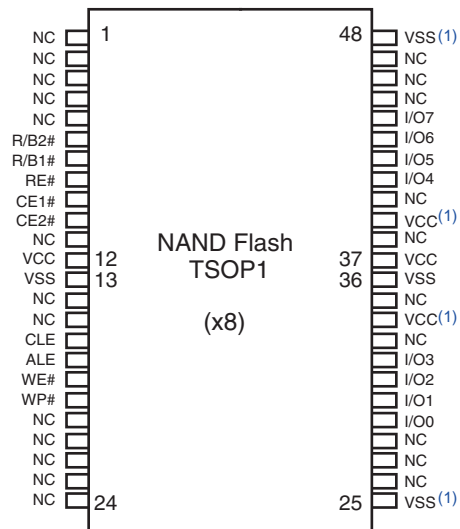 NC 1 48 VSS(1)
NC NC
NC NC
NC NC
NC I/O7
R/B2# I/O6
R/B1# I/O5
RE# I/O4
CE1# NC
CE2# VCC(1)
NC NC
NAND Flash
VCC 12 37 VCC
TSOP1
VSS 13 36 VSS
NC NC
NC VCC(1)
(x8)
CLE NC
ALE I/O3
WE# I/O2
WP# I/O1
NC I/O0
NC NC
NC NC
NC NC
NC 24 25 VSS(1)